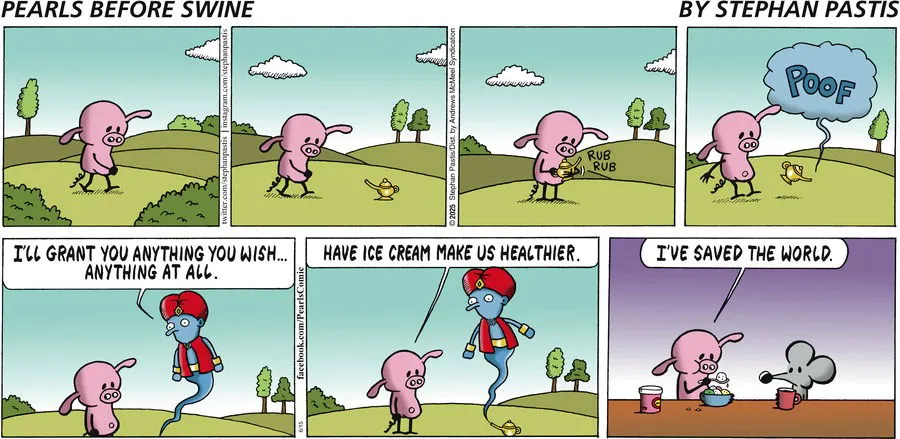 PEARLS BEFORE SWINE
BY STEPHAN PASTIS
twitter.com/stephanpastis | instagram.com/stephanpastis
©2025 Stephan Pastis/Dist. by Andrews McMeel Syndication
RUB
RUB
POOF
I'LL GRANT YOU ANYTHING YOU WISH...
ANYTHING AT ALL.
facebook.com/PearlsComic
6/15
HAVE ICE CREAM MAKE US HEALTHIER.
I'VE SAVED THE WORLD.